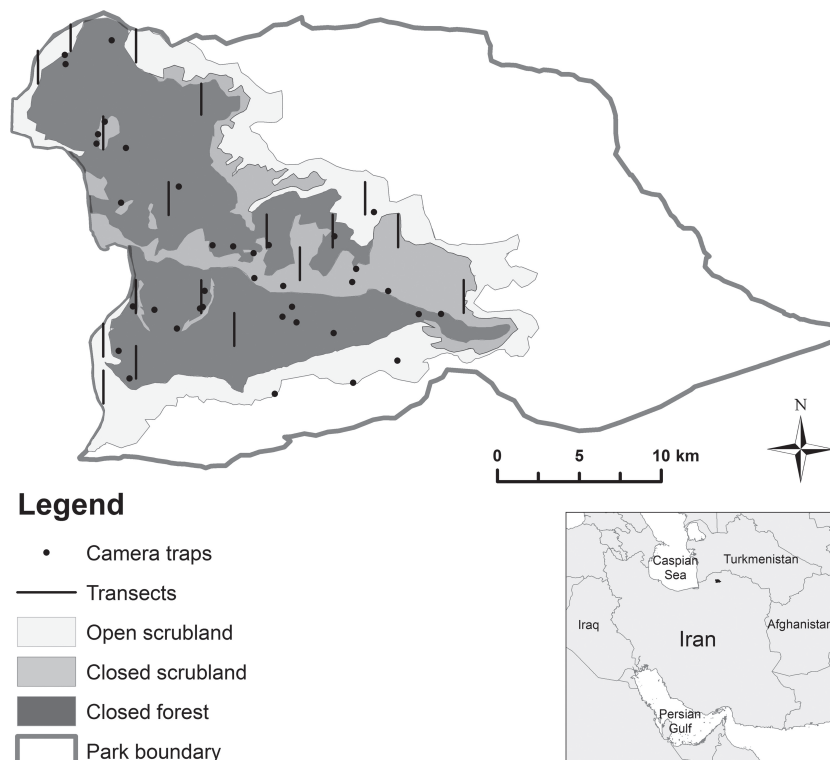 N
0 5 10 km
Legend
Camera traps
Transects
Open scrubland
Closed scrubland
Closed forest
Park boundary
Caspian
Sea
Turkmenistan
Iraq
Iran
Afghanistan
Persian
Gulf